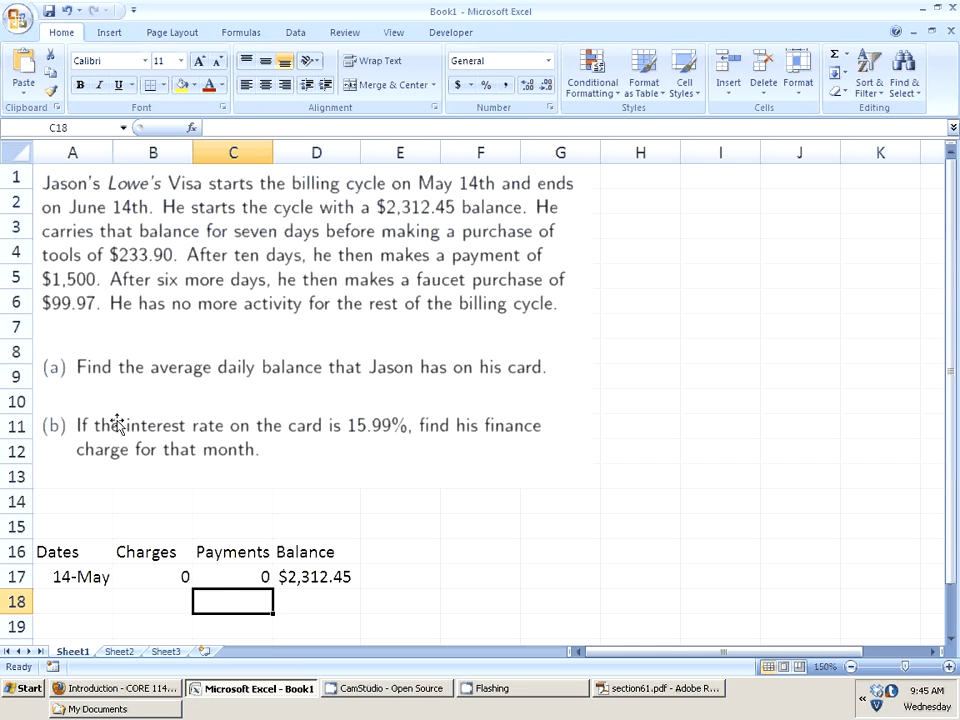 Book1 - Microsoft Excel
Home Insert Page Layout Formulas Data Review View Developer
Paste Calibri 11 A A Wrap Text General Conditional Formatting Format as Table Cell Styles Insert Delete Format Σ Sort & Filter Find & Select
B I U A Merge & Center $ % , .0 .00 .00 .0
Clipboard Font Alignment Number Styles Cells Editing
C18 fx
A B C D E F G H I J K
1 Jason's Lowe's Visa starts the billing cycle on May 14th and ends
2 on June 14th. He starts the cycle with a $2,312.45 balance. He
3 carries that balance for seven days before making a purchase of
4 tools of $233.90. After ten days, he then makes a payment of
5 $1,500. After six more days, he then makes a faucet purchase of
6 $99.97. He has no more activity for the rest of the billing cycle.
7
8
9 (a) Find the average daily balance that Jason has on his card.
10
11 (b) If the interest rate on the card is 15.99%, find his finance
12 charge for that month.
13
14
15
16 Dates Charges Payments Balance
17 14-May 0 0 $2,312.45
18
19
Sheet1 Sheet2 Sheet3
Ready 150%
Start Introduction - CORE 114... Microsoft Excel - Book1 CamStudio - Open Source Flashing section61.pdf - Adobe R... 9:45 AM
My Documents Wednesday